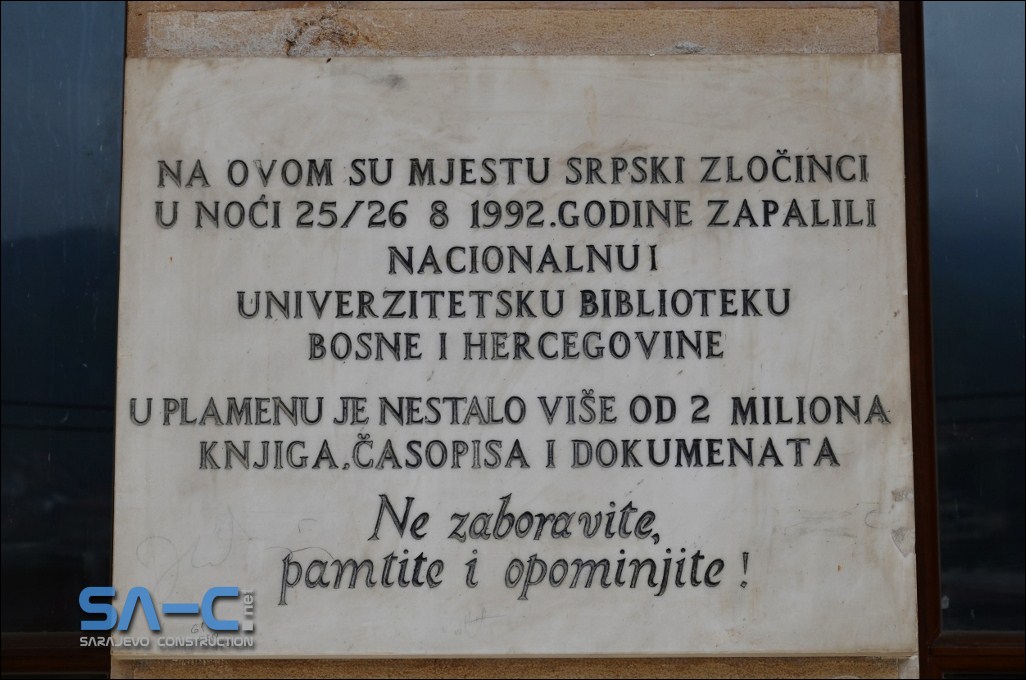 NA OVOM SU MJESTU SRPSKI ZLOČINCI
U NOĆI 25/26 8 1992.GODINE ZAPALILI
NACIONALNU I
UNIVERZITETSKU BIBLIOTEKU
BOSNE I HERCEGOVINE
U PLAMENU JE NESTALO VIŠE OD 2 MILIONA
KNJIGA,ČASOPISA I DOKUMENATA
Ne zaboravite,
pamtite i opominjite !
SA-C.net
SARAJEVO CONSTRUCTION